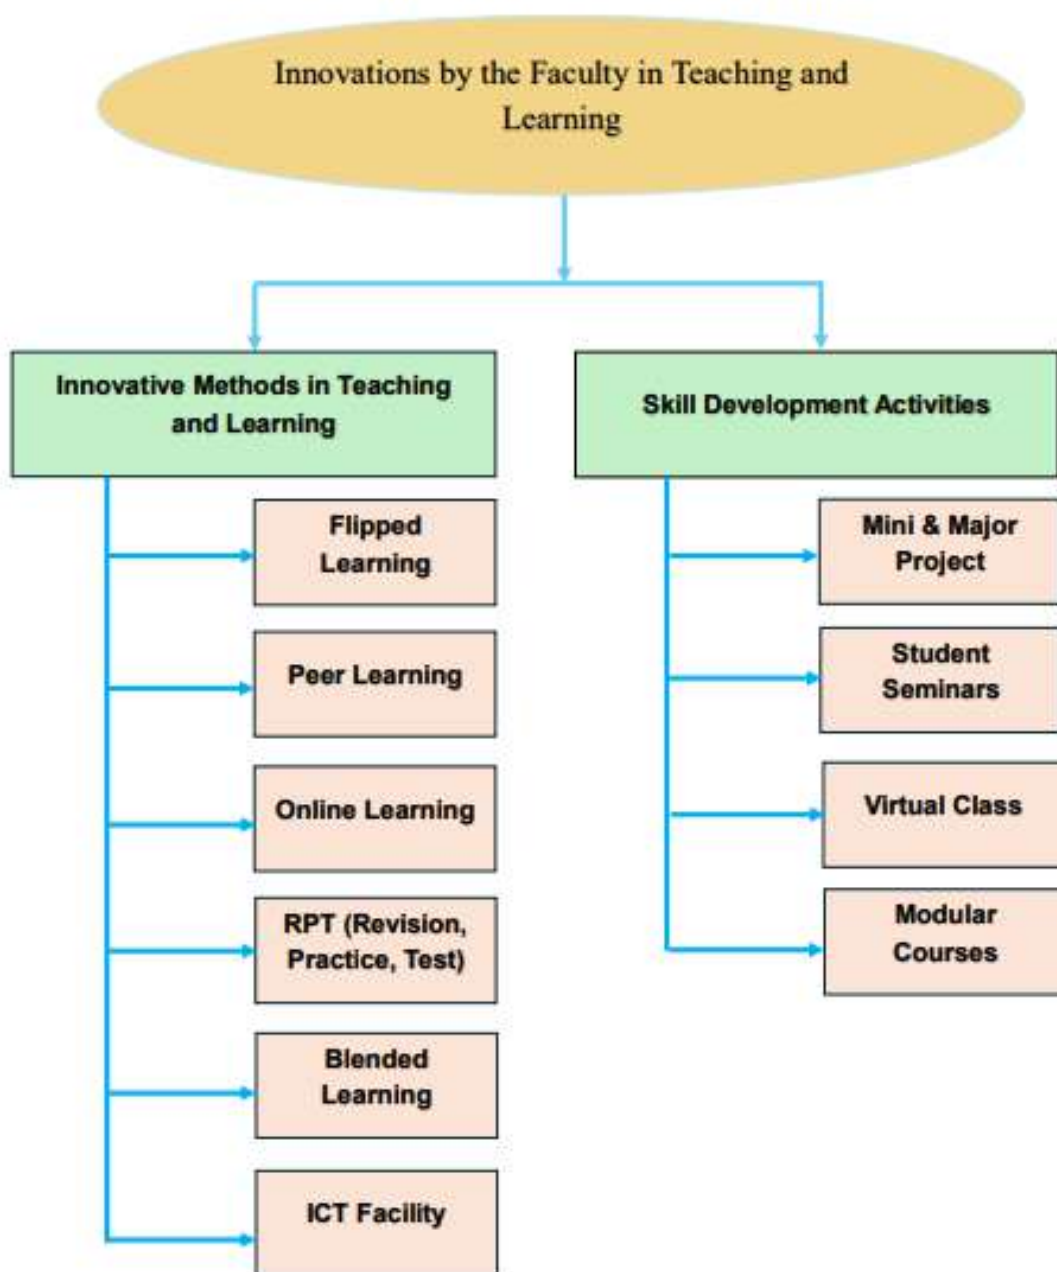 Innovations by the Faculty in Teaching and
Learning
Innovative Methods in Teaching
and Learning
Flipped
Learning
Peer Learning
Online Learning
RPT (Revision,
Practice, Test)
Blended
Learning
ICT Facility
Skill Development Activities
Mini & Major
Project
Student
Seminars
Virtual Class
Modular
Courses